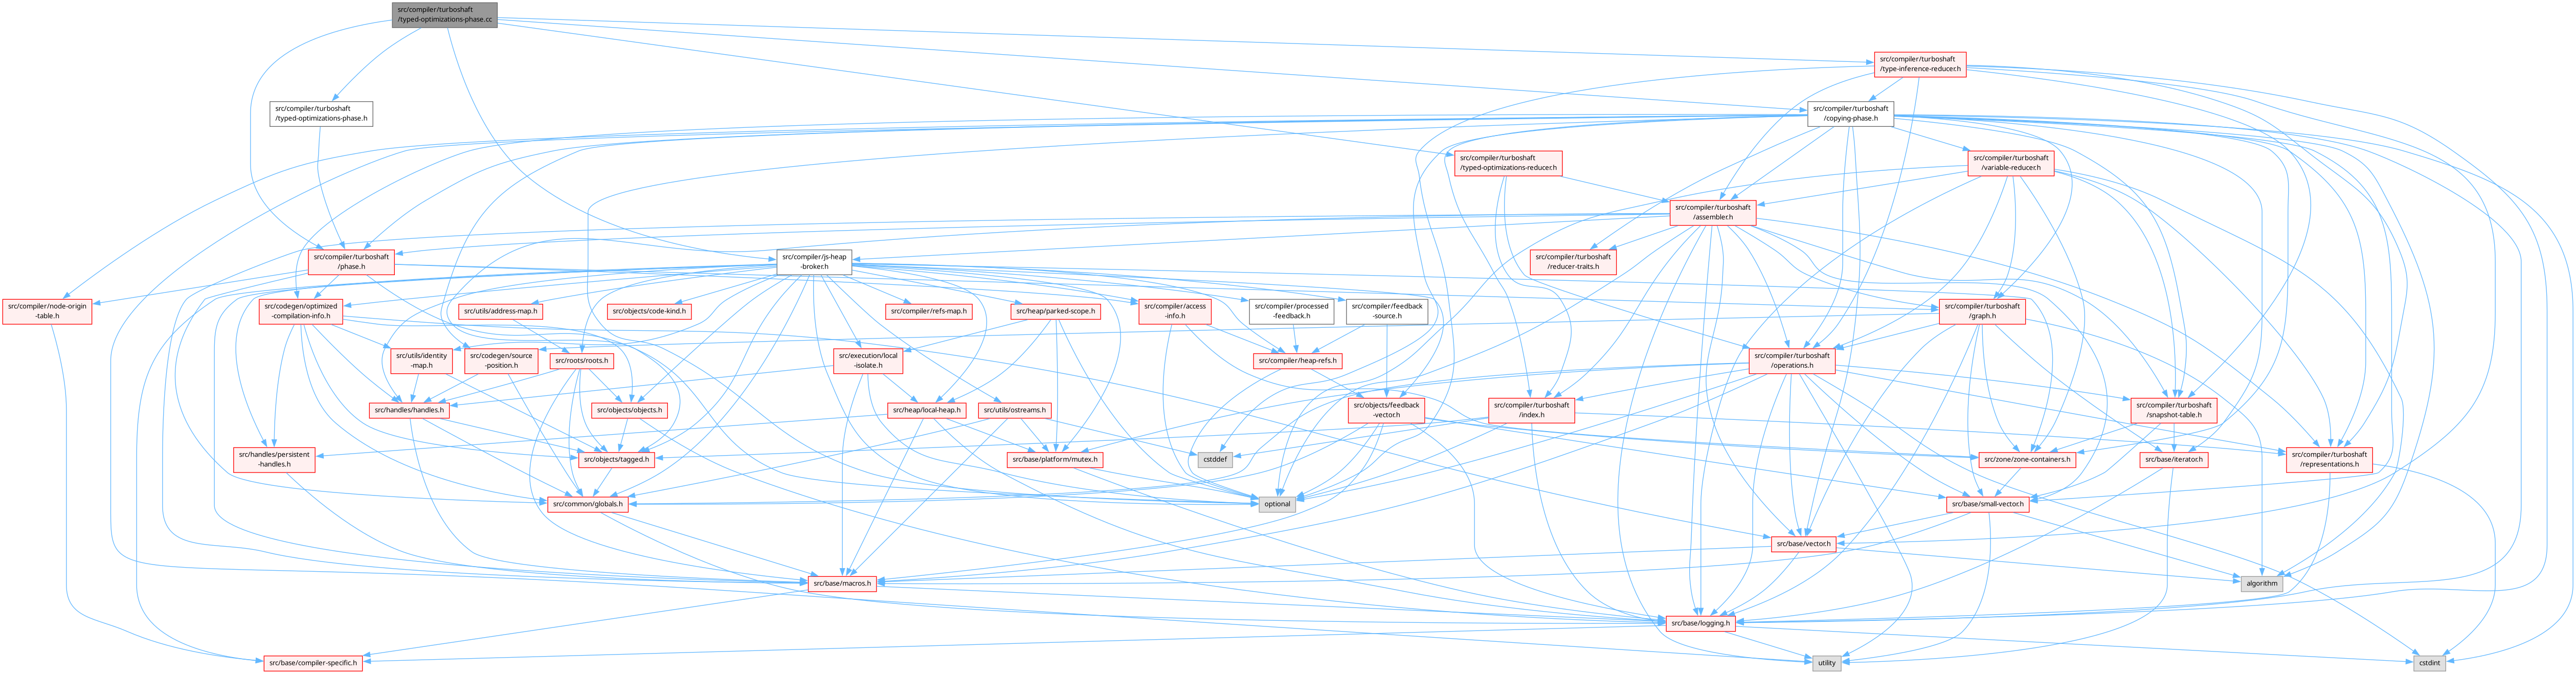 src/compiler/turboshaft
/typed-optimizations-phase.cc
src/compiler/turboshaft
/type-inference-reducer.h
src/compiler/turboshaft
/typed-optimizations-phase.h
src/compiler/turboshaft
/copying-phase.h
src/compiler/turboshaft
/typed-optimizations-reducer.h
src/compiler/turboshaft
/variable-reducer.h
src/compiler/turboshaft
/assembler.h
src/compiler/turboshaft
/phase.h
src/compiler/js-heap
-broker.h
src/compiler/turboshaft
/reducer-traits.h
src/compiler/node-origin
-table.h
src/codegen/optimized
-compilation-info.h
src/utils/address-map.h
src/objects/code-kind.h
src/compiler/refs-map.h
src/heap/parked-scope.h
src/compiler/access
-info.h
src/compiler/processed
-feedback.h
src/compiler/feedback
-source.h
src/compiler/turboshaft
/graph.h
src/utils/identity
-map.h
src/codegen/source
-position.h
src/roots/roots.h
src/execution/local
-isolate.h
src/compiler/heap-refs.h
src/compiler/turboshaft
/operations.h
src/handles/handles.h
src/objects/objects.h
src/heap/local-heap.h
src/utils/ostreams.h
src/objects/feedback
-vector.h
src/compiler/turboshaft
/index.h
src/compiler/turboshaft
/snapshot-table.h
src/handles/persistent
-handles.h
src/objects/tagged.h
src/base/platform/mutex.h
cstddef
src/zone/zone-containers.h
src/base/iterator.h
src/compiler/turboshaft
/representations.h
src/common/globals.h
optional
src/base/small-vector.h
src/base/vector.h
src/base/macros.h
algorithm
src/base/logging.h
src/base/compiler-specific.h
utility
cstdint